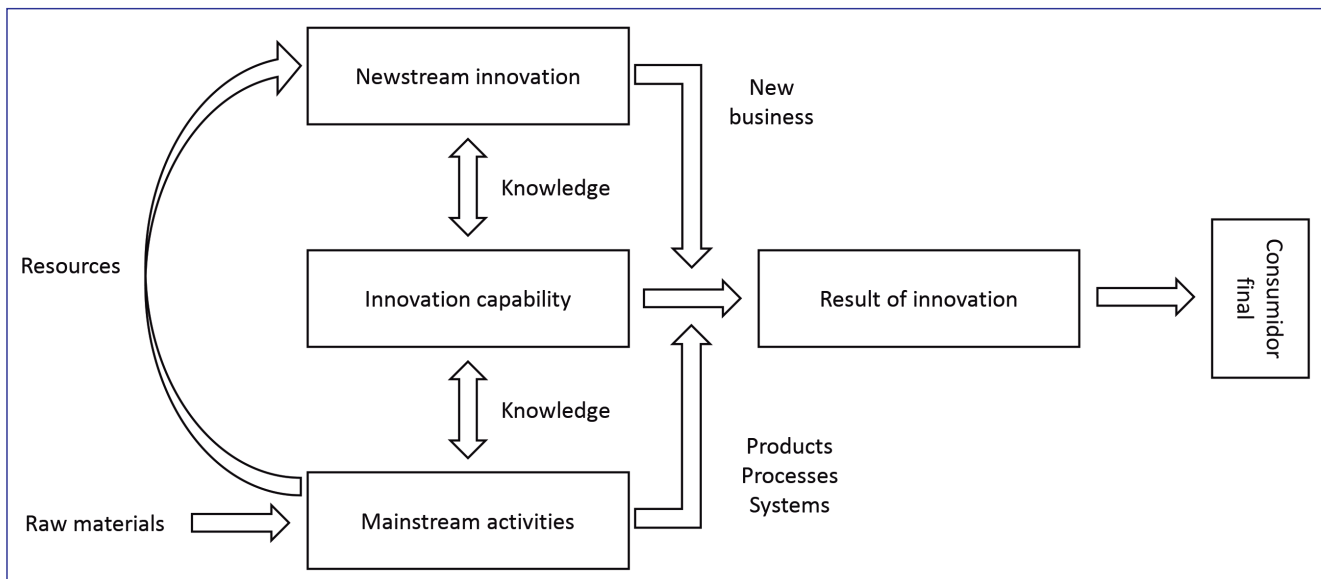 Newstream innovation
New
business
Knowledge
Resources
Innovation capability
Result of innovation
Consumidor
final
Knowledge
Products
Processes
Systems
Raw materials
Mainstream activities